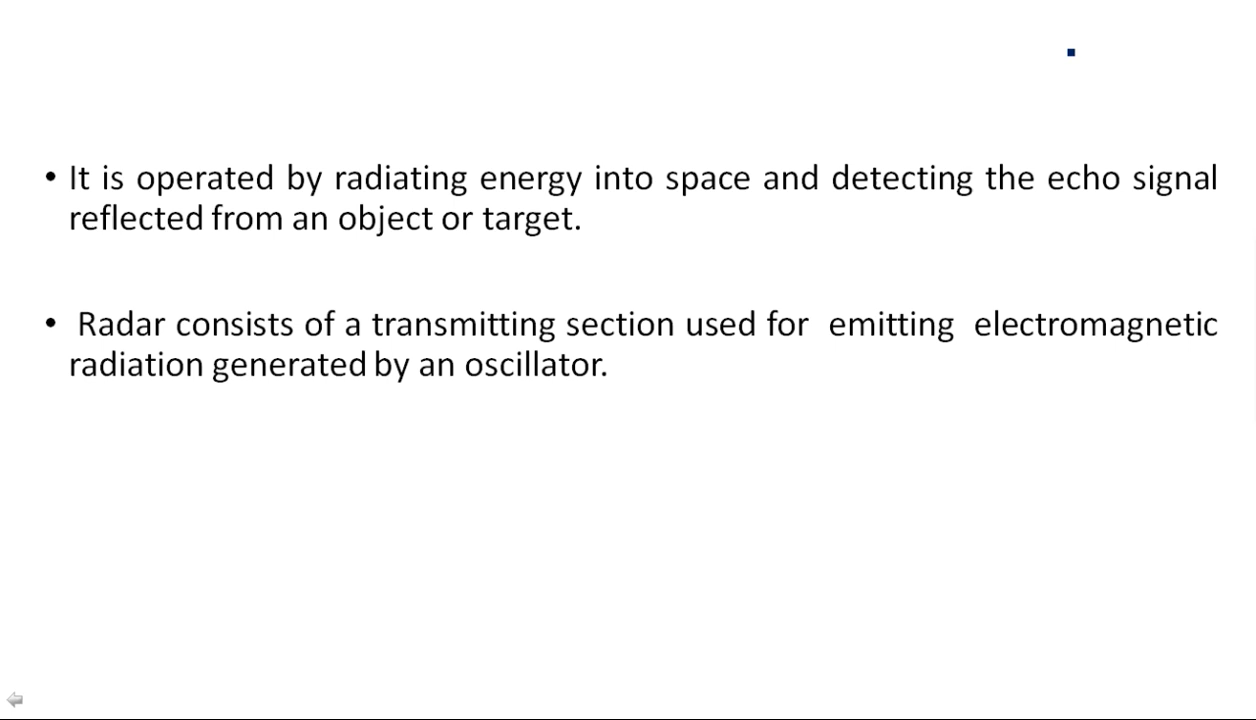 • It is operated by radiating energy into space and detecting the echo signal
reflected from an object or target.
• Radar consists of a transmitting section used for emitting electromagnetic
radiation generated by an oscillator.